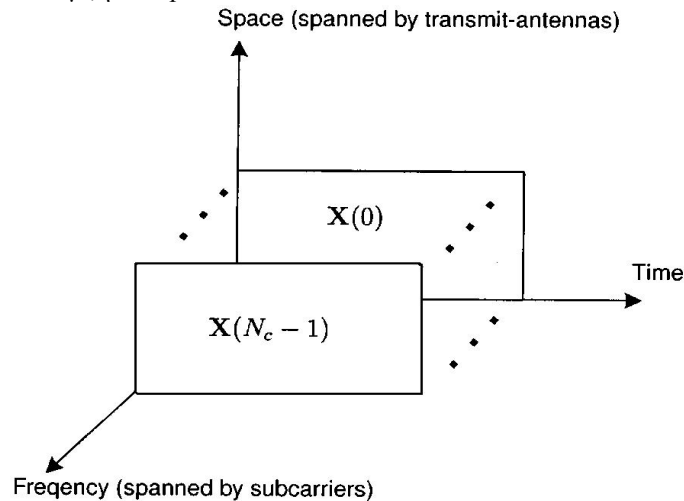 Space (spanned by transmit-antennas)
X(0)
Time
X(N_c − 1)
Freqency (spanned by subcarriers)